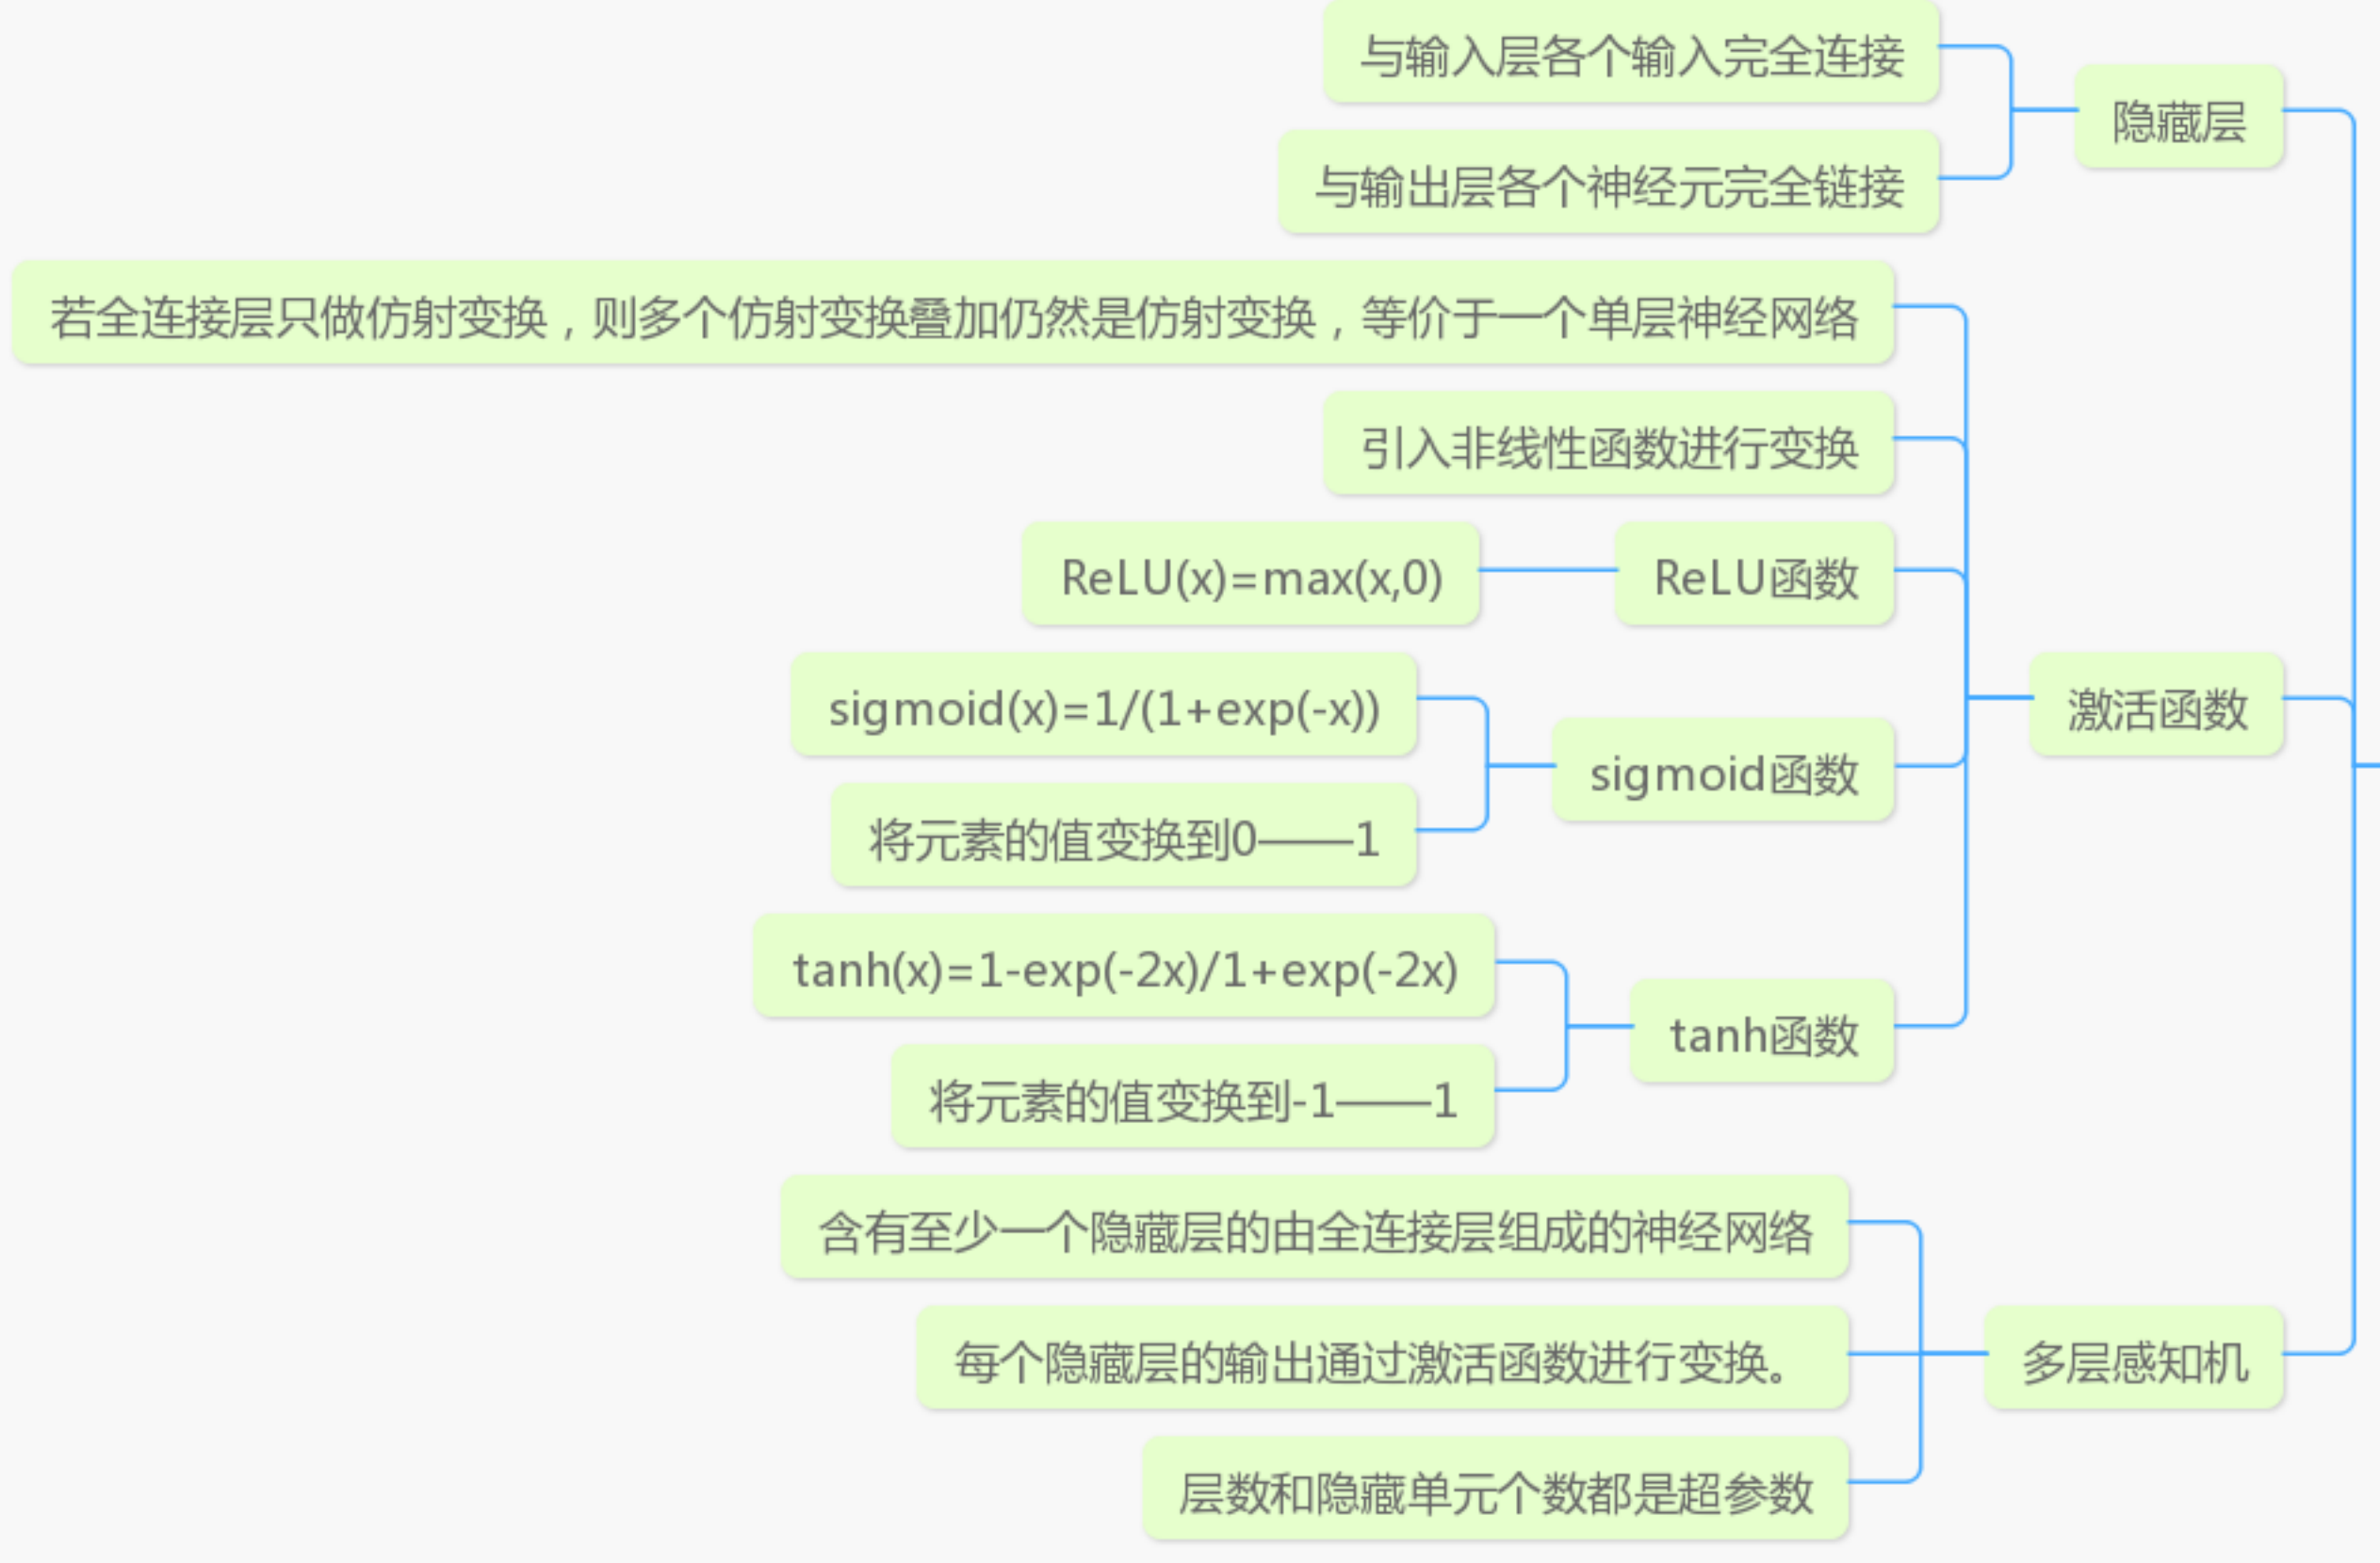 与输入层各个输入完全连接
隐藏层
与输出层各个神经元完全链接
若全连接层只做仿射变换，则多个仿射变换叠加仍然是仿射变换，等价于一个单层神经网络
引入非线性函数进行变换
ReLU(x)=max(x,0)
ReLU函数
激活函数
sigmoid(x)=1/(1+exp(-x))
sigmoid函数
将元素的值变换到0——1
tanh(x)=1-exp(-2x)/1+exp(-2x)
tanh函数
将元素的值变换到-1——1
含有至少一个隐藏层的由全连接层组成的神经网络
每个隐藏层的输出通过激活函数进行变换。
多层感知机
层数和隐藏单元个数都是超参数